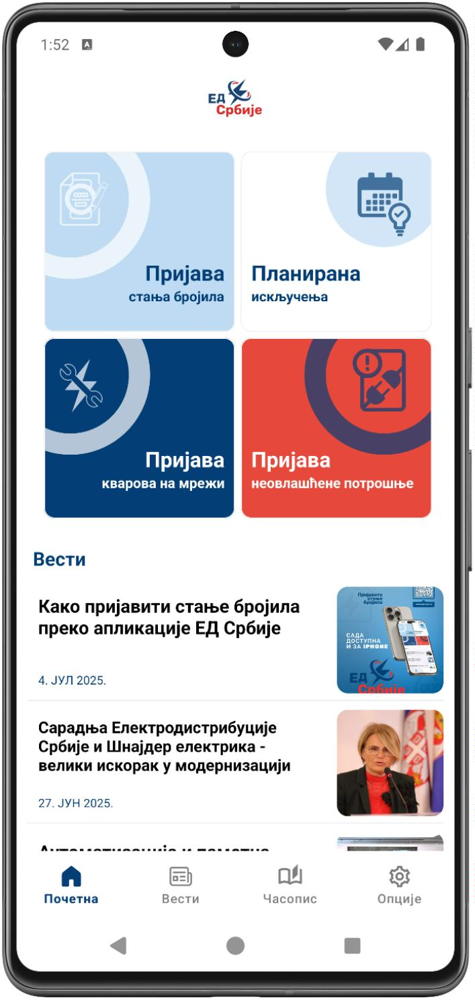 1:52
A
ЕД
Србије
Пријава
стања бројила
Планирана
искључења
Пријава
кварова на мрежи
Пријава
неовлашћене потрошње
Вести
Како пријавити стање бројила
преко апликације ЕД Србије
4. ЈУЛ 2025.
Пријавите
стање
бројила
САДА
ДОСТУПНА
И ЗА IPHONE
ЕД
Србије
Сарадња Електродистрибуције
Србије и Шнајдер електрика -
велики искорак у модернизацији
27. ЈУН 2025.
Почетна
Вести
Часопис
Опције